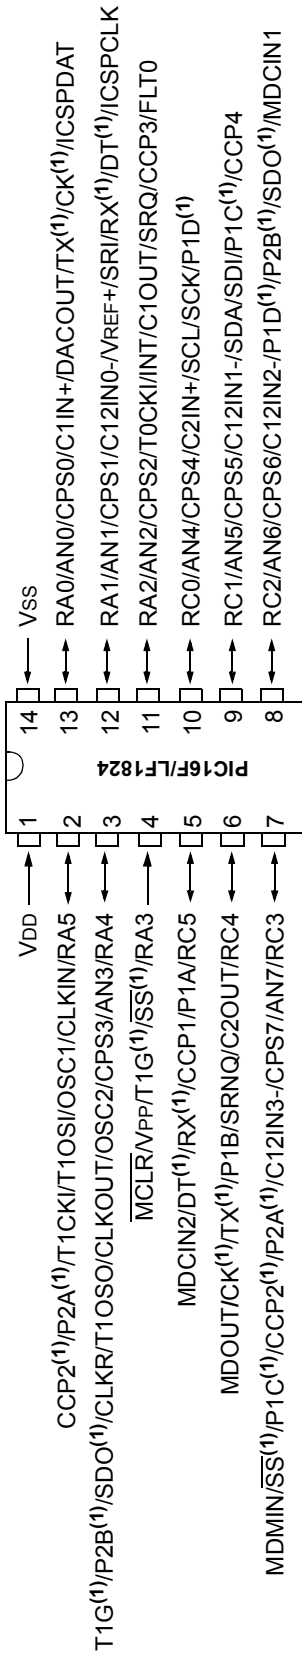 VDD
CCP2(1)/P2A(1)/T1CKI/T1OSI/OSC1/CLKIN/RA5
T1G(1)/P2B(1)/SDO(1)/CLKR/T1OSO/CLKOUT/OSC2/CPS3/AN3/RA4
MCLR/VPP/T1G(1)/SS(1)/RA3
MDCIN2/DT(1)/RX(1)/CCP1/P1A/RC5
MDOUT/CK(1)/TX(1)/P1B/SRNQ/C2OUT/RC4
MDMIN/SS(1)/P1C(1)/CCP2(1)/P2A(1)/C12IN3-/CPS7/AN7/RC3
1
2
3
4
5
6
7
PIC16F/LF1824
14
13
12
11
10
9
8
VSS
RA0/AN0/CPS0/C1IN+/DACOUT/TX(1)/CK(1)/ICSPDAT
RA1/AN1/CPS1/C12IN0-/VREF+/SRI/RX(1)/DT(1)/ICSPCLK
RA2/AN2/CPS2/T0CKI/INT/C1OUT/SRQ/CCP3/FLT0
RC0/AN4/CPS4/C2IN+/SCL/SCK/P1D(1)
RC1/AN5/CPS5/C12IN1-/SDA/SDI/P1C(1)/CCP4
RC2/AN6/CPS6/C12IN2-/P1D(1)/P2B(1)/SDO(1)/MDCIN1